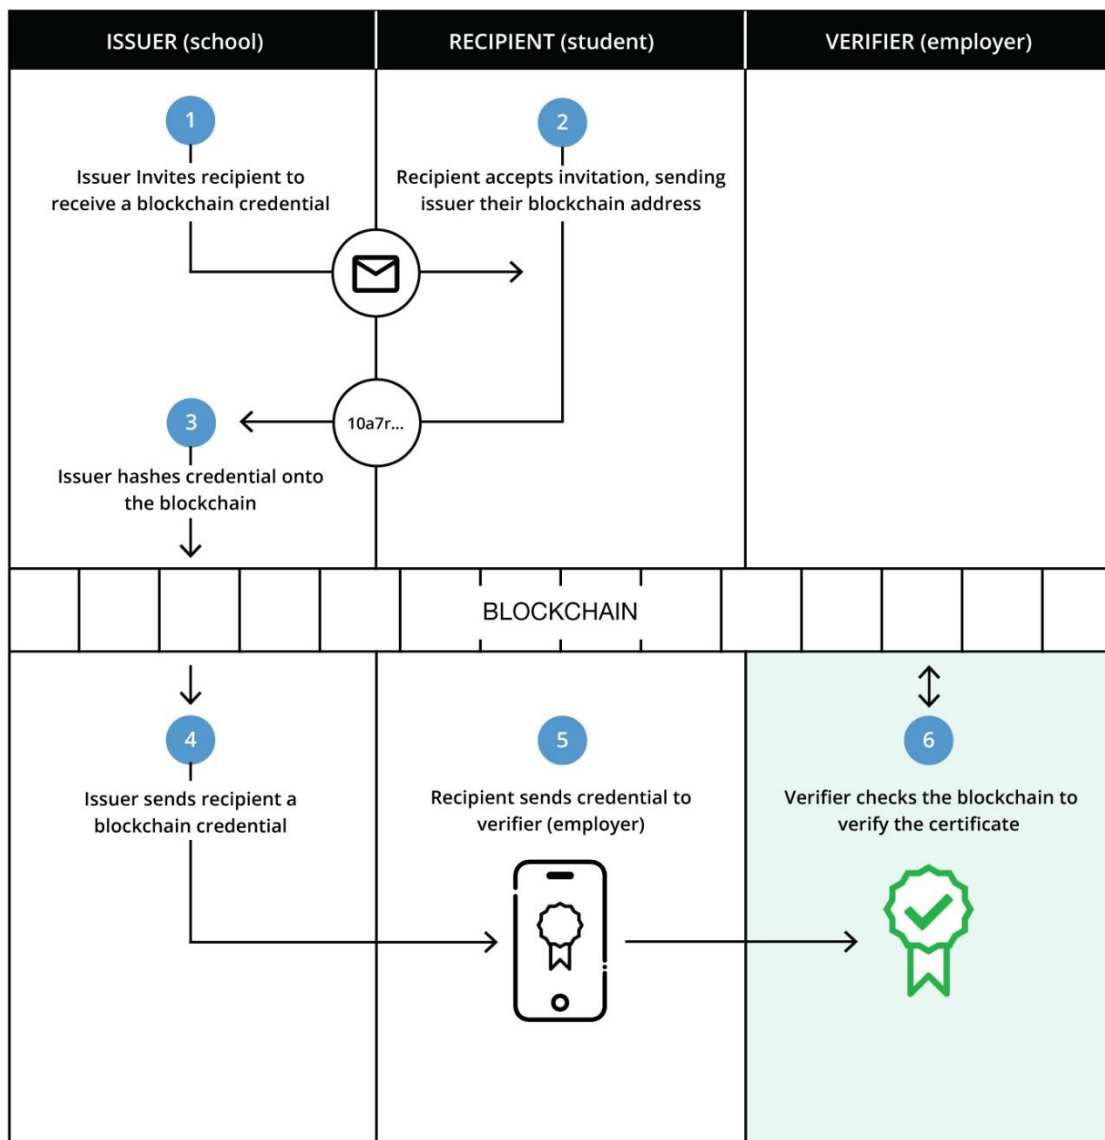 ISSUER (school)
RECIPIENT (student)
VERIFIER (employer)
1
Issuer Invites recipient to
receive a blockchain credential
2
Recipient accepts invitation, sending
issuer their blockchain address
10a7r...
3
Issuer hashes credential onto
the blockchain
BLOCKCHAIN
4
Issuer sends recipient a
blockchain credential
5
Recipient sends credential to
verifier (employer)
6
Verifier checks the blockchain to
verify the certificate